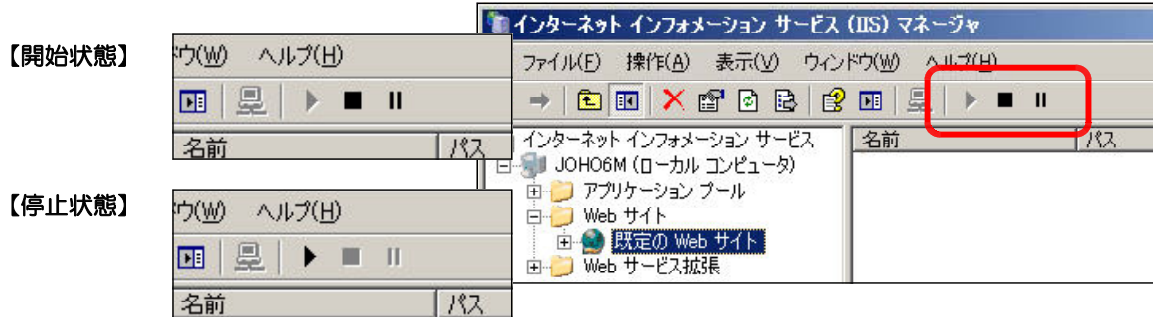 【開始状態】
ドウ(W) ヘルプ(H)
名前 パス
【停止状態】
ドウ(W) ヘルプ(H)
名前 パス
インターネット インフォメーション サービス (IIS) マネージャ
ファイル(F) 操作(A) 表示(V) ウィンドウ(W) ヘルプ(H)
インターネット インフォメーション サービス
JOHO6M (ローカル コンピュータ)
アプリケーション プール
Web サイト
既定の Web サイト
Web サービス拡張
名前 パス